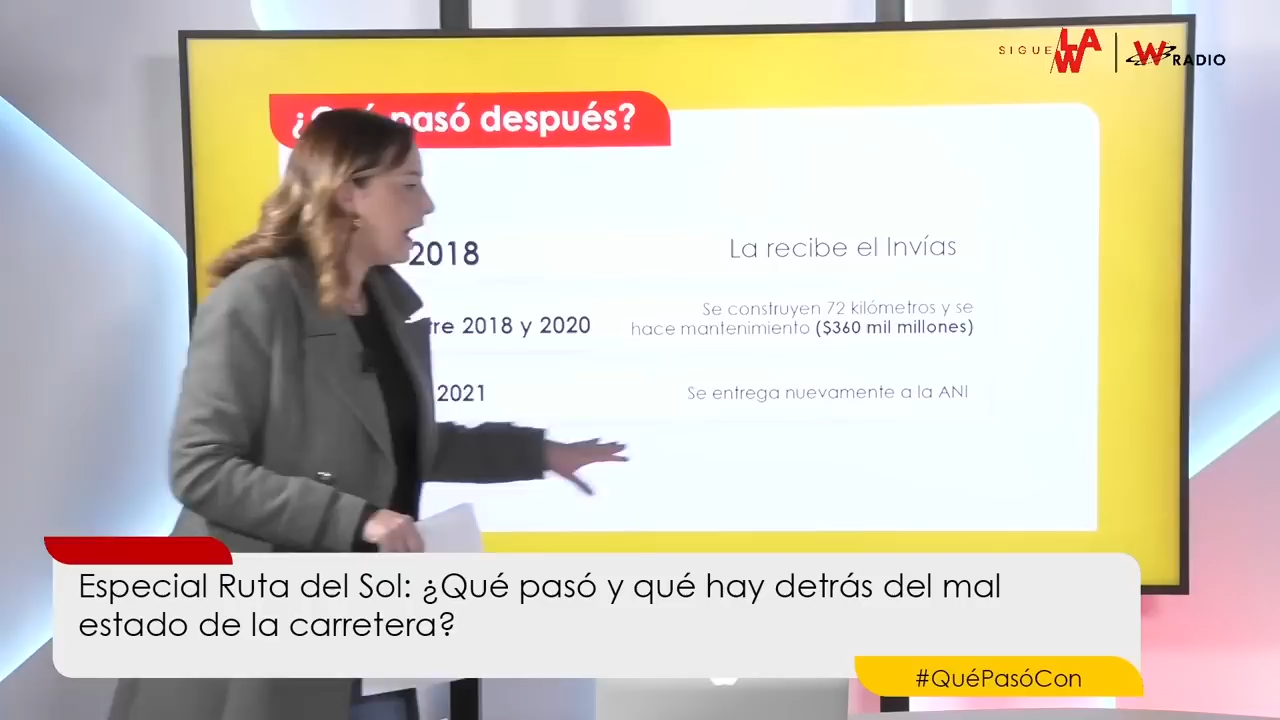 SIGUE LA W
W RADIO
pasó después?
2018
La recibe el Invías
2018 y 2020
Se construyen 72 kilómetros y se
hace mantenimiento ($360 mil millones)
2021
Se entrega nuevamente a la ANI
Especial Ruta del Sol: ¿Qué pasó y qué hay detrás del mal
estado de la carretera?
#QuéPasóCon